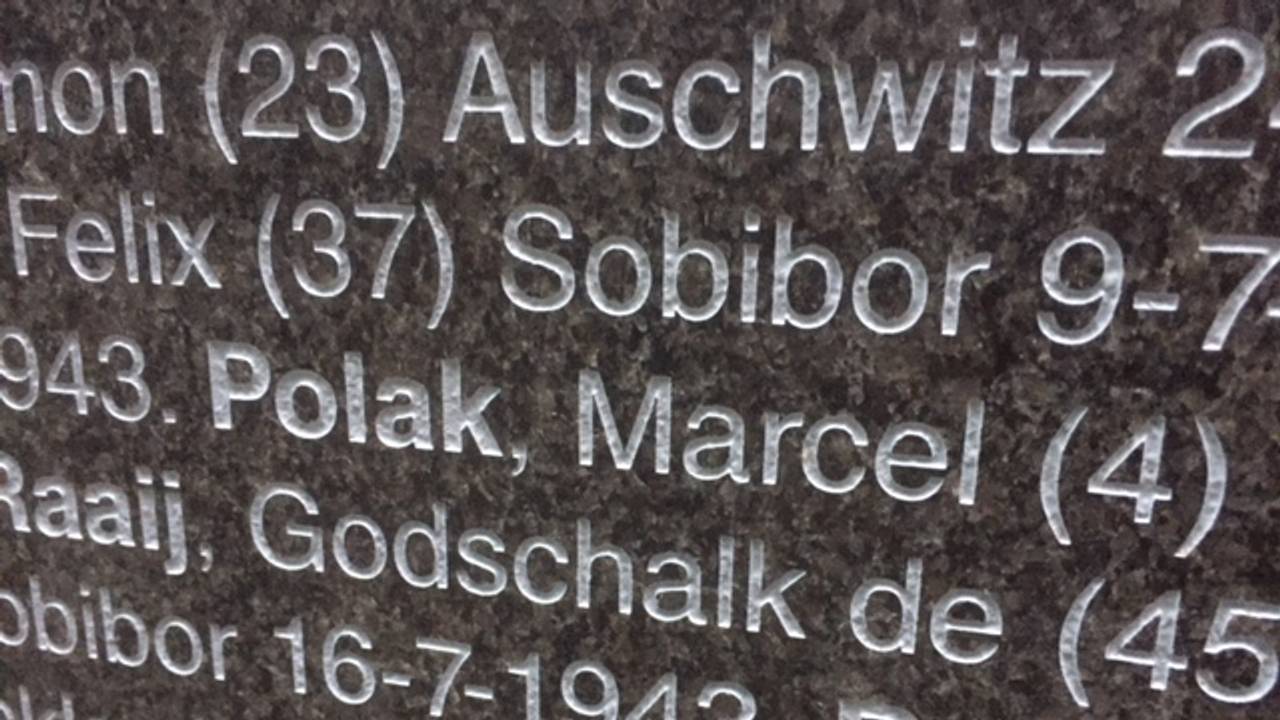 mon (23) Auschwitz 2
Felix (37) Sobibor 9-7-
943. Polak, Marcel (4)
Raaij, Godschalk de (45
obibor 16-7-1943.